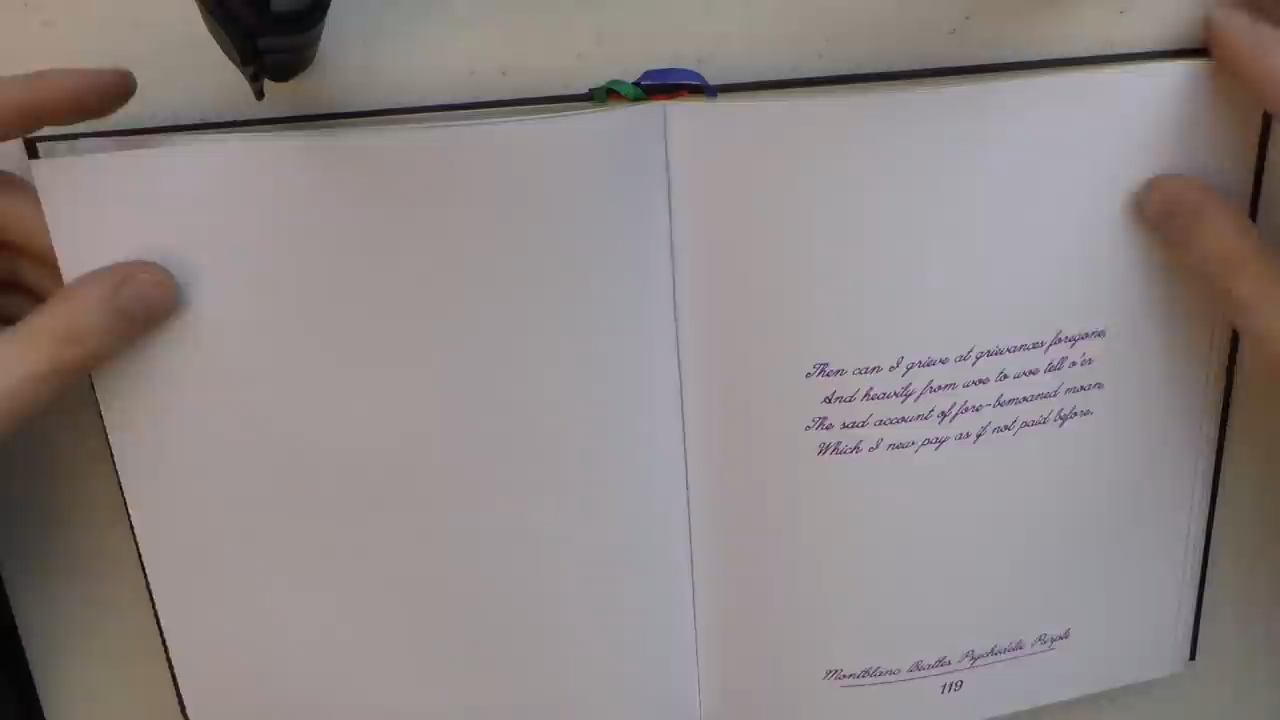 Then can I grieve at grievances foregone,
And heavily from woe to woe tell o'er
The sad account of fore-bemoaned moan,
Which I new pay as if not paid before.
Montblanc Beatles Psychedelic Purple
119